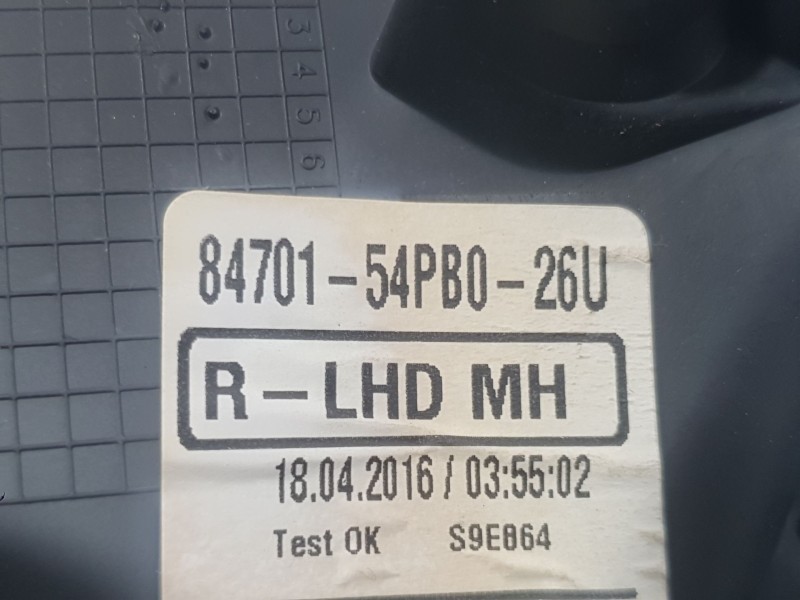 3
4
5
6
84701-54PB0-26U
R-LHD MH
18.04.2016 / 03:55:02
Test OK S9E864